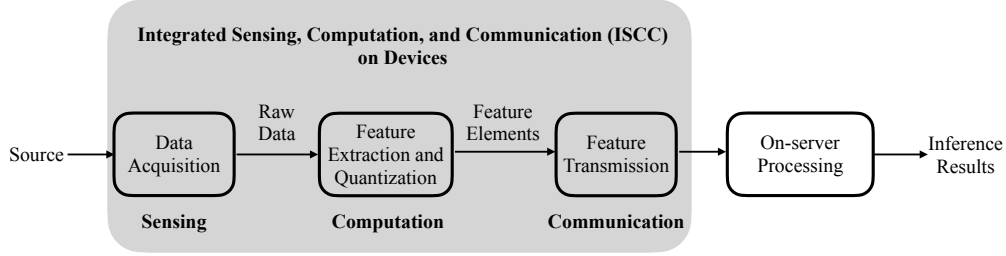 Integrated Sensing, Computation, and Communication (ISCC)
on Devices
Source
Data
Acquisition
Sensing
Raw
Data
Feature
Extraction and
Quantization
Computation
Feature
Elements
Feature
Transmission
Communication
On-server
Processing
Inference
Results